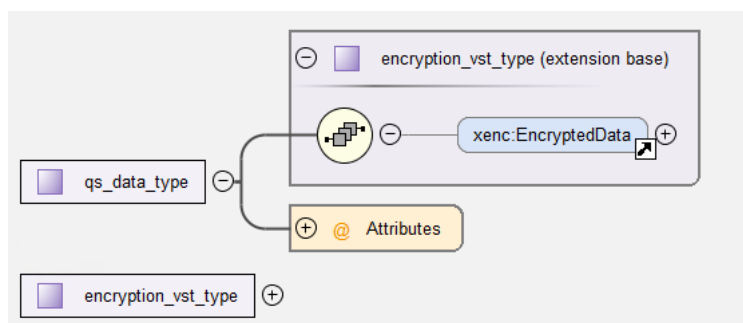 encryption_vst_type (extension base)
xenc:EncryptedData
qs_data_type
@ Attributes
encryption_vst_type